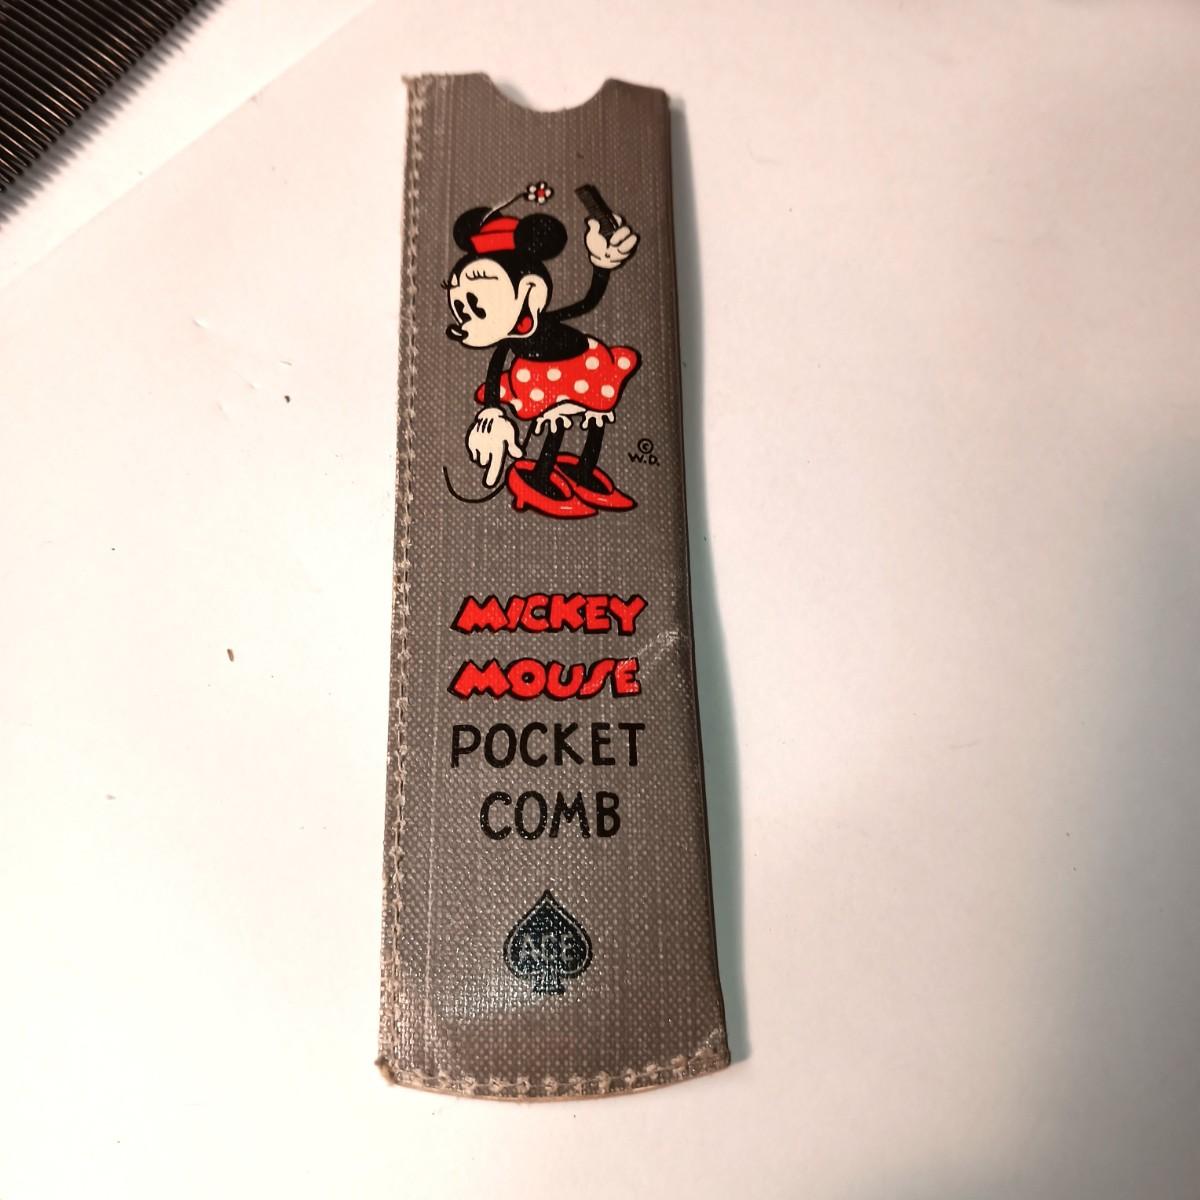 ©
W.D.
MICKEY
MOUSE
POCKET
COMB
ACE